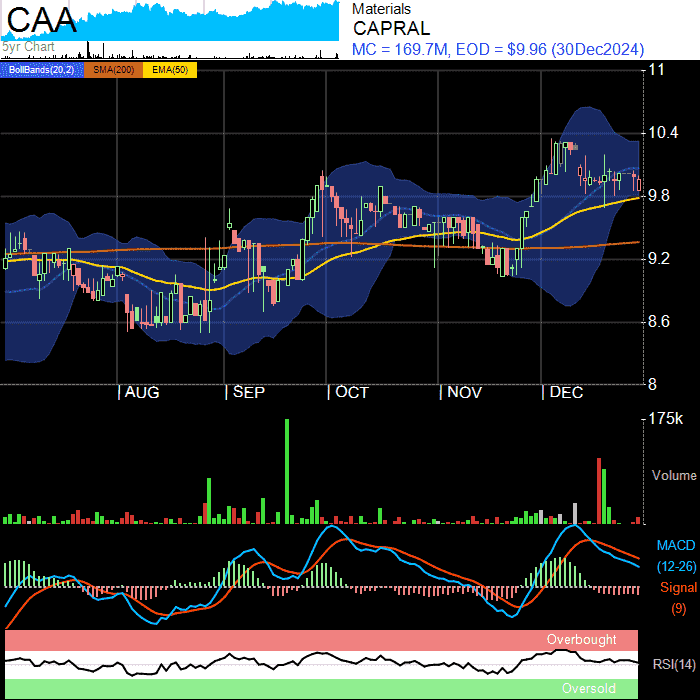 CAA
5yr Chart
Materials
CAPRAL
MC = 169.7M, EOD = $9.96 (30Dec2024)
BollBands(20,2) SMA(200) EMA(50)
11
10.4
9.8
9.2
8.6
8
AUG SEP OCT NOV DEC
175k
Volume
MACD
(12-26)
Signal
(9)
Overbought
RSI(14)
Oversold